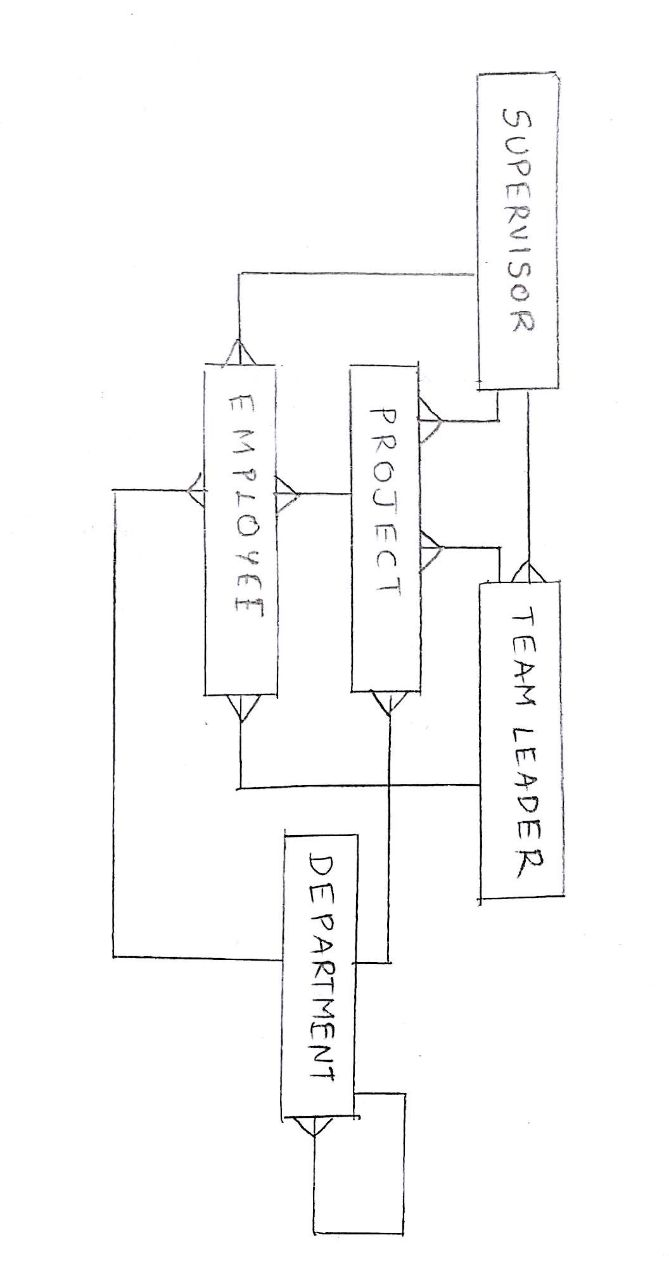 SUPERVISOR
TEAM LEADER
PROJECT
EMPLOYEE
DEPARTMENT